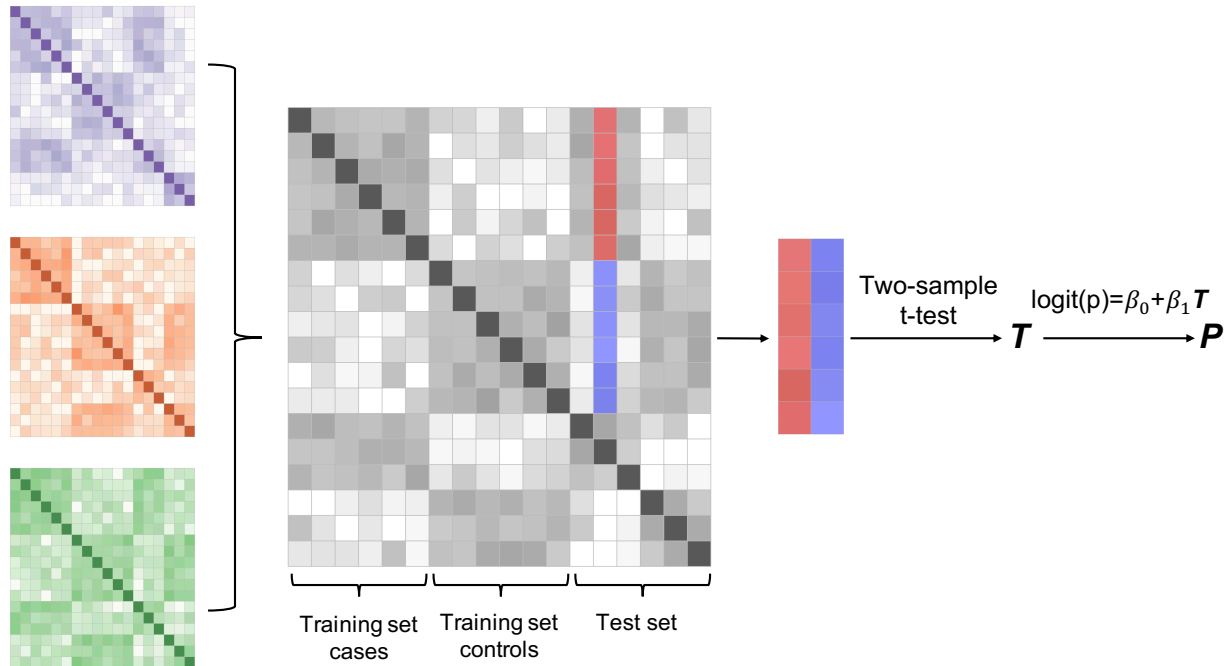 Two-sample
t-test
logit(p)=β₀+β₁T
T
P
Training set
cases
Training set
controls
Test set